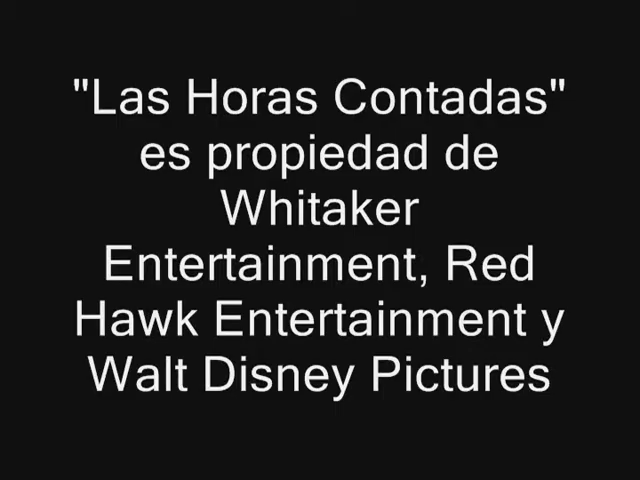 "Las Horas Contadas"
es propiedad de
Whitaker
Entertainment, Red
Hawk Entertainment y
Walt Disney Pictures